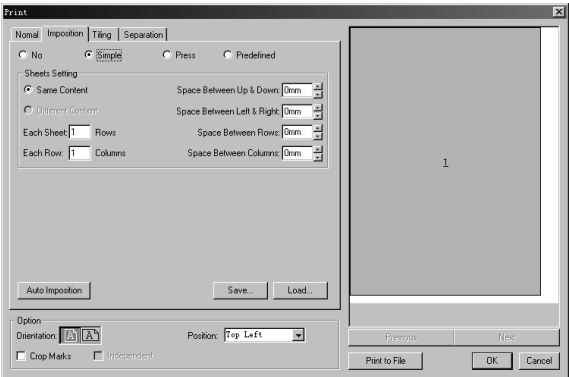 Print
Nomal Imposition Tiling Separation
No Simple Press Predefined
Sheets Setting
Same Content Space Between Up & Down: 0mm
Different Content Space Between Left & Right: 0mm
Each Sheet: 1 Rows Space Between Rows: 0mm
Each Row: 1 Columns Space Between Columns: 0mm
1
Auto Imposition Save... Load...
Option
Orientation: A A Position: Top Left
Crop Marks Independent
Previous Next
Print to File OK Cancel